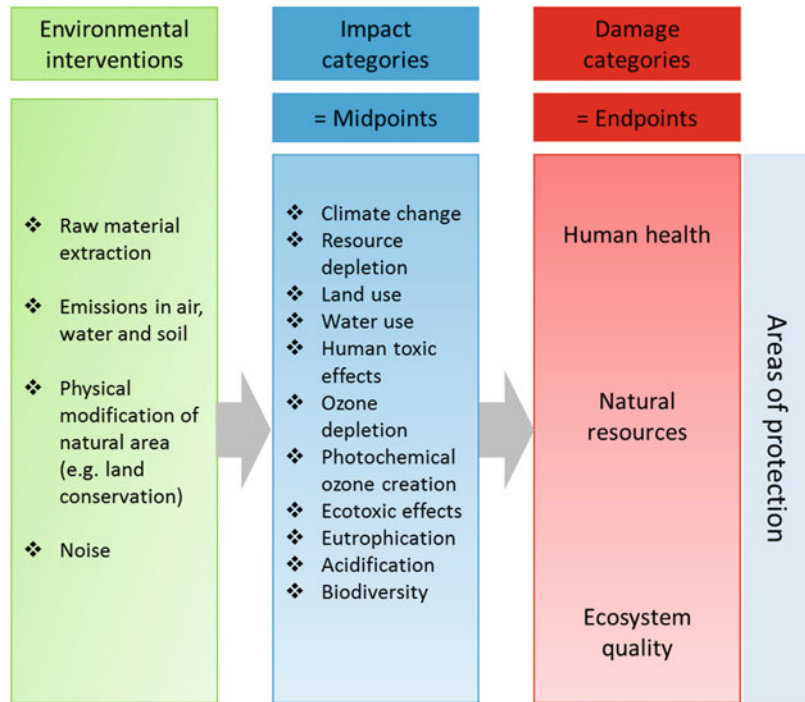 Environmental
interventions
❖ Raw material
extraction
❖ Emissions in air,
water and soil
❖ Physical
modification of
natural area
(e.g. land
conservation)
❖ Noise
Impact
categories
= Midpoints
❖ Climate change
❖ Resource
depletion
❖ Land use
❖ Water use
❖ Human toxic
effects
❖ Ozone
depletion
❖ Photochemical
ozone creation
❖ Ecotoxic effects
❖ Eutrophication
❖ Acidification
❖ Biodiversity
Damage
categories
= Endpoints
Human health
Natural
resources
Ecosystem
quality
Areas of protection